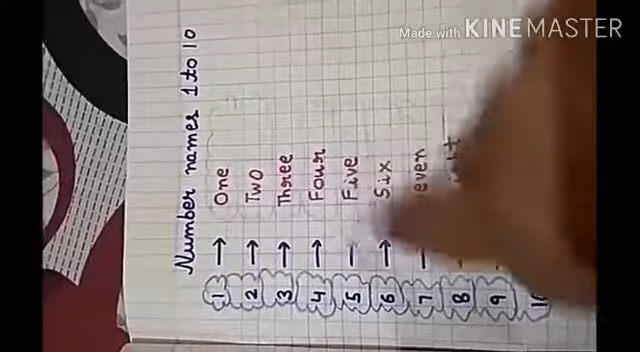 Made with KINEMASTER
Number names 1 to 10
1 → One
2 → Two
3 → Three
4 → Four
5 — Five
6 → Six
7 — even
8
9